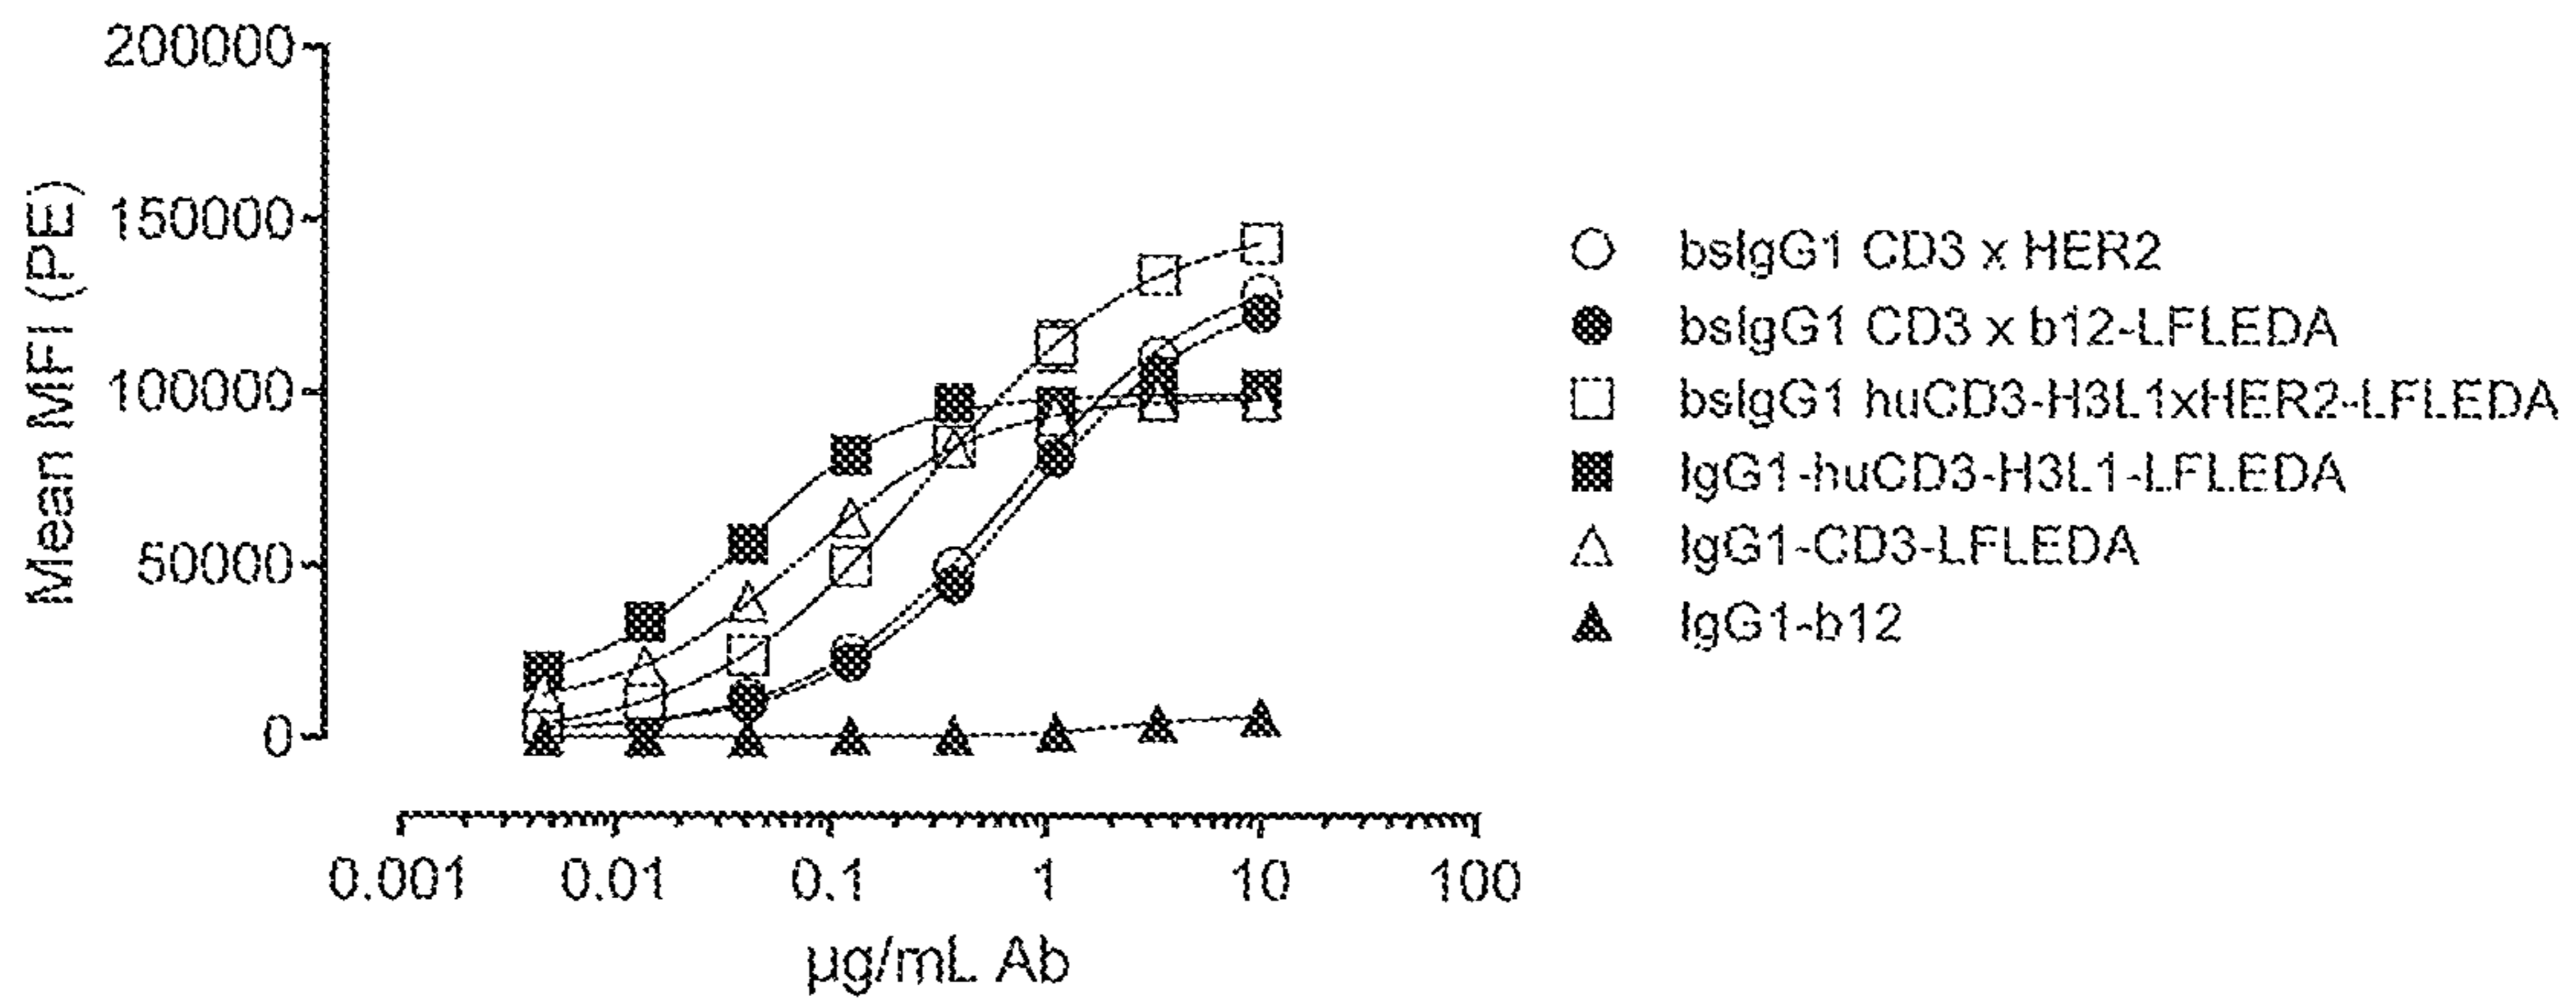 200000
150000
100000
50000
0
Mean MFI (PE)
0.001 0.01 0.1 1 10 100
µg/mL Ab
bsIgG1 CD3 x HER2
bsIgG1 CD3 x b12-LFLEDA
bsIgG1 huCD3-H3L1xHER2-LFLEDA
IgG1-huCD3-H3L1-LFLEDA
IgG1-CD3-LFLEDA
IgG1-b12